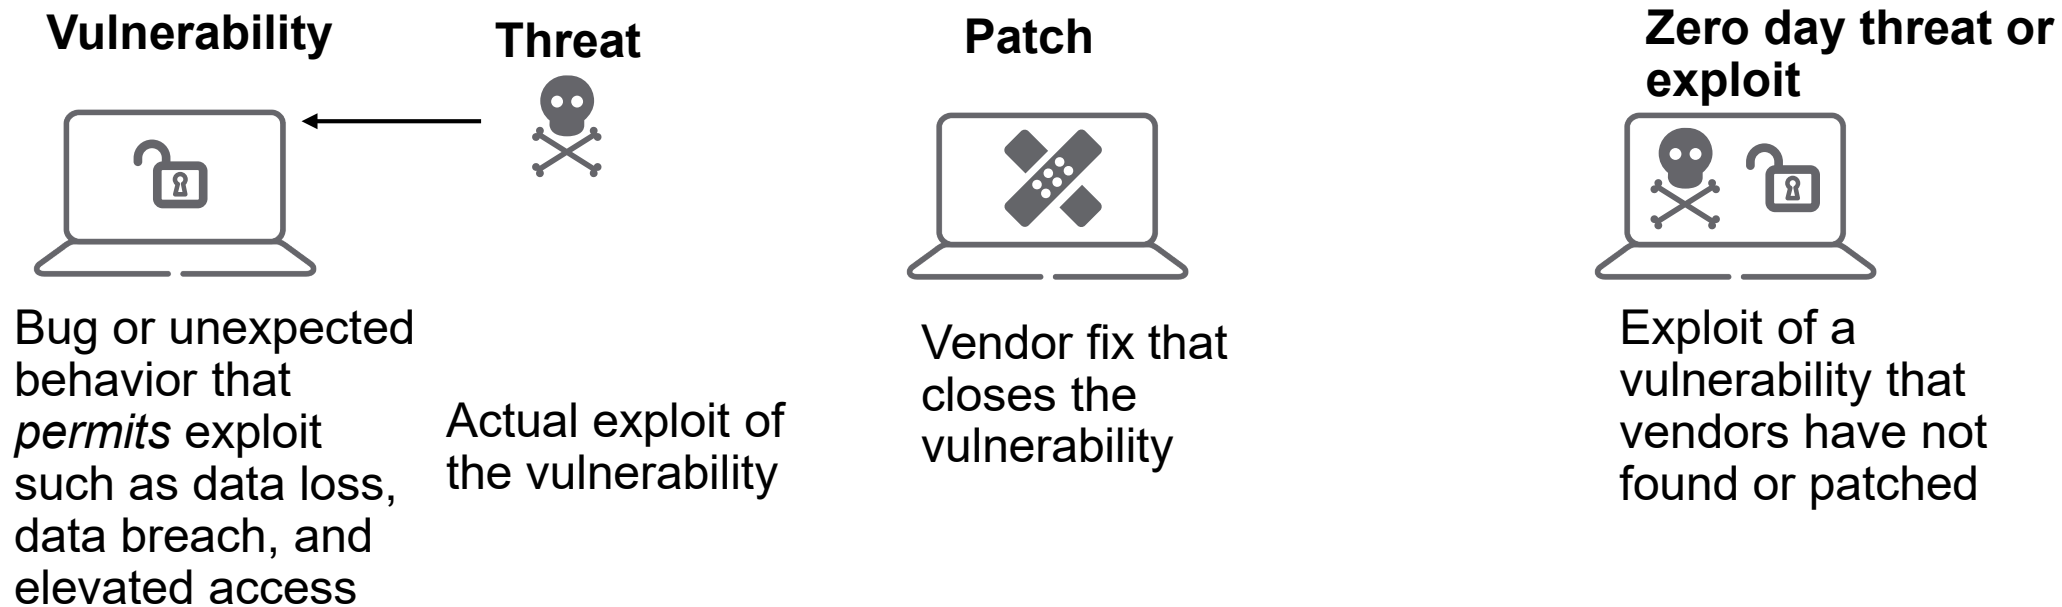 Vulnerability
Bug or unexpected
behavior that
permits exploit
such as data loss,
data breach, and
elevated access
Threat
Actual exploit of
the vulnerability
Patch
Vendor fix that
closes the
vulnerability
Zero day threat or
exploit
Exploit of a
vulnerability that
vendors have not
found or patched